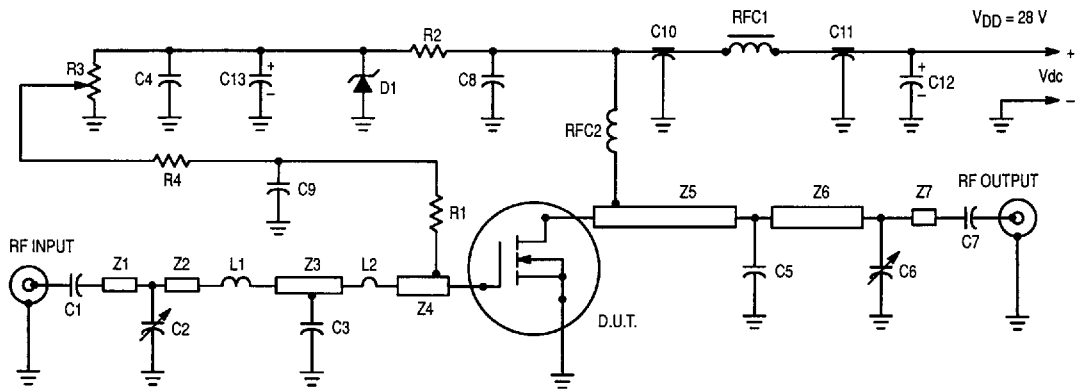 C10
RFC1
C11
V_DD = 28 V
R2
+
R3
C4
C13
+
–
D1
C8
+
–
C12
Vdc
–
RFC2
R4
C9
R1
Z5
Z6
Z7
RF OUTPUT
C7
RF INPUT
C1
Z1
Z2
L1
Z3
L2
Z4
C2
C3
D.U.T.
C5
C6